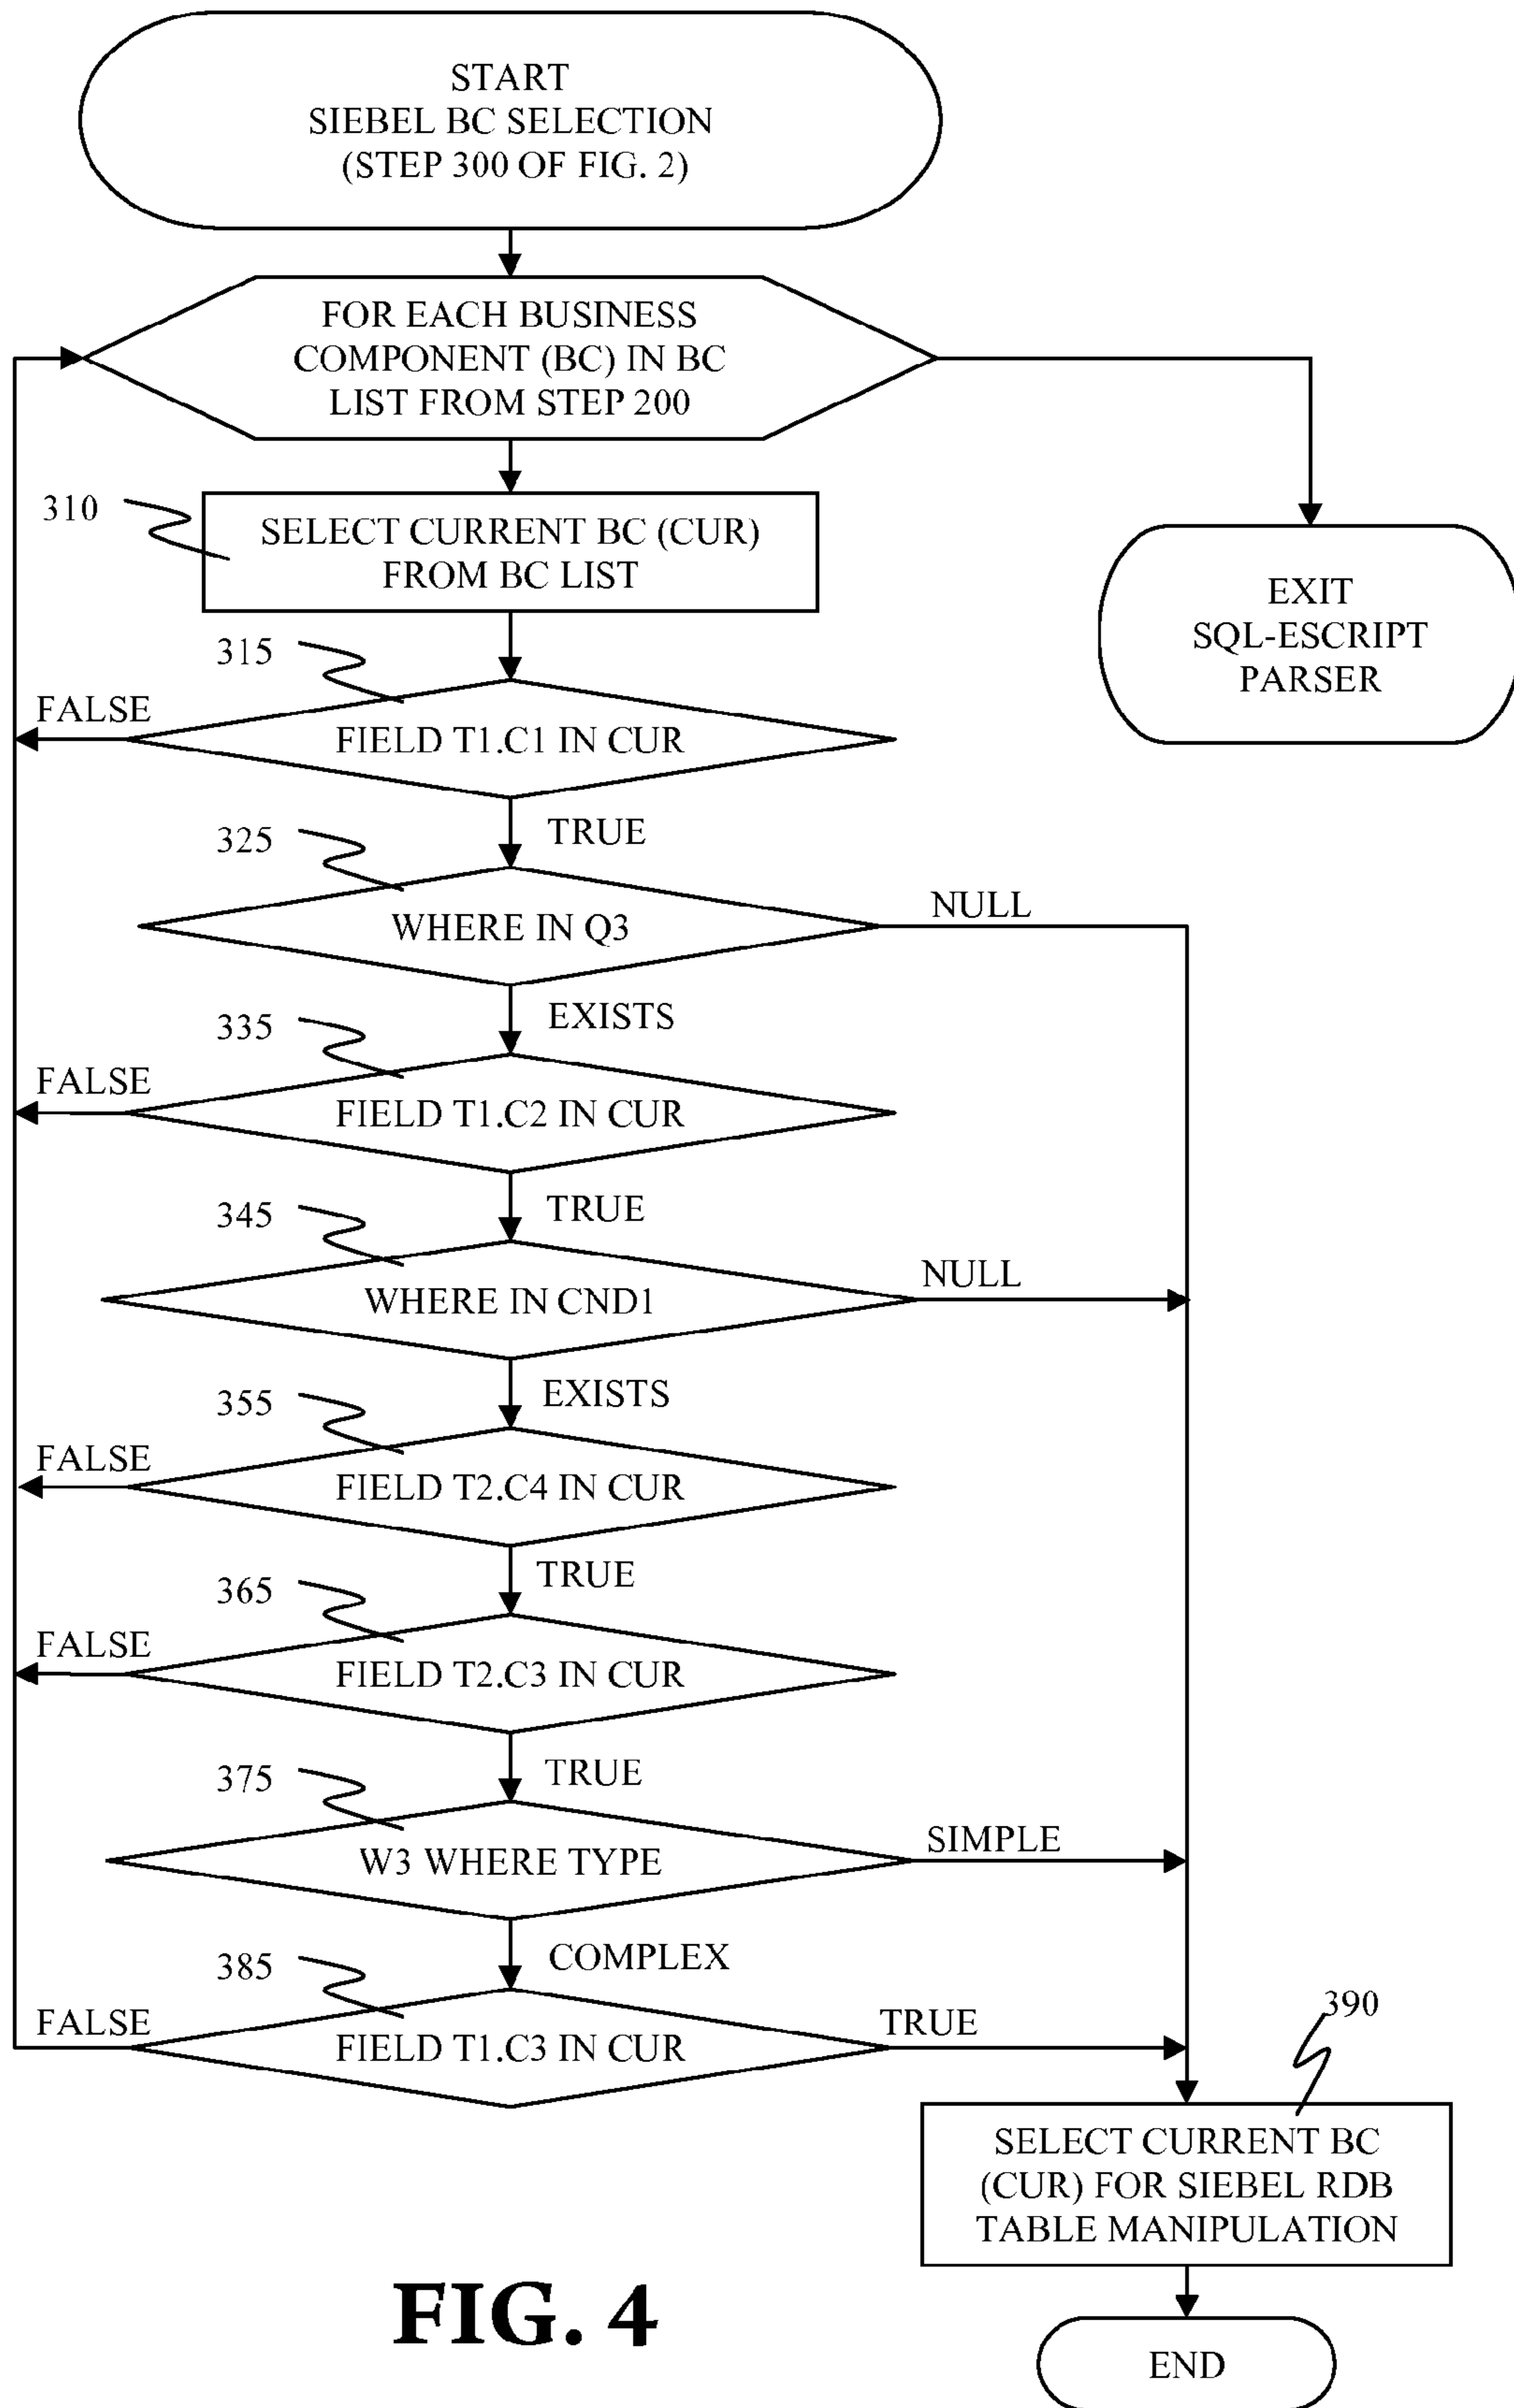 START
SIEBEL BC SELECTION
(STEP 300 OF FIG. 2)
FOR EACH BUSINESS
COMPONENT (BC) IN BC
LIST FROM STEP 200
310
SELECT CURRENT BC (CUR)
FROM BC LIST
EXIT
SQL-ESCRIPT
PARSER
315
FALSE
FIELD T1.C1 IN CUR
TRUE
325
WHERE IN Q3
NULL
EXISTS
335
FALSE
FIELD T1.C2 IN CUR
TRUE
345
WHERE IN CND1
NULL
EXISTS
355
FALSE
FIELD T2.C4 IN CUR
TRUE
365
FALSE
FIELD T2.C3 IN CUR
TRUE
375
W3 WHERE TYPE
SIMPLE
COMPLEX
385
FALSE
FIELD T1.C3 IN CUR
TRUE
390
SELECT CURRENT BC
(CUR) FOR SIEBEL RDB
TABLE MANIPULATION
END
FIG. 4